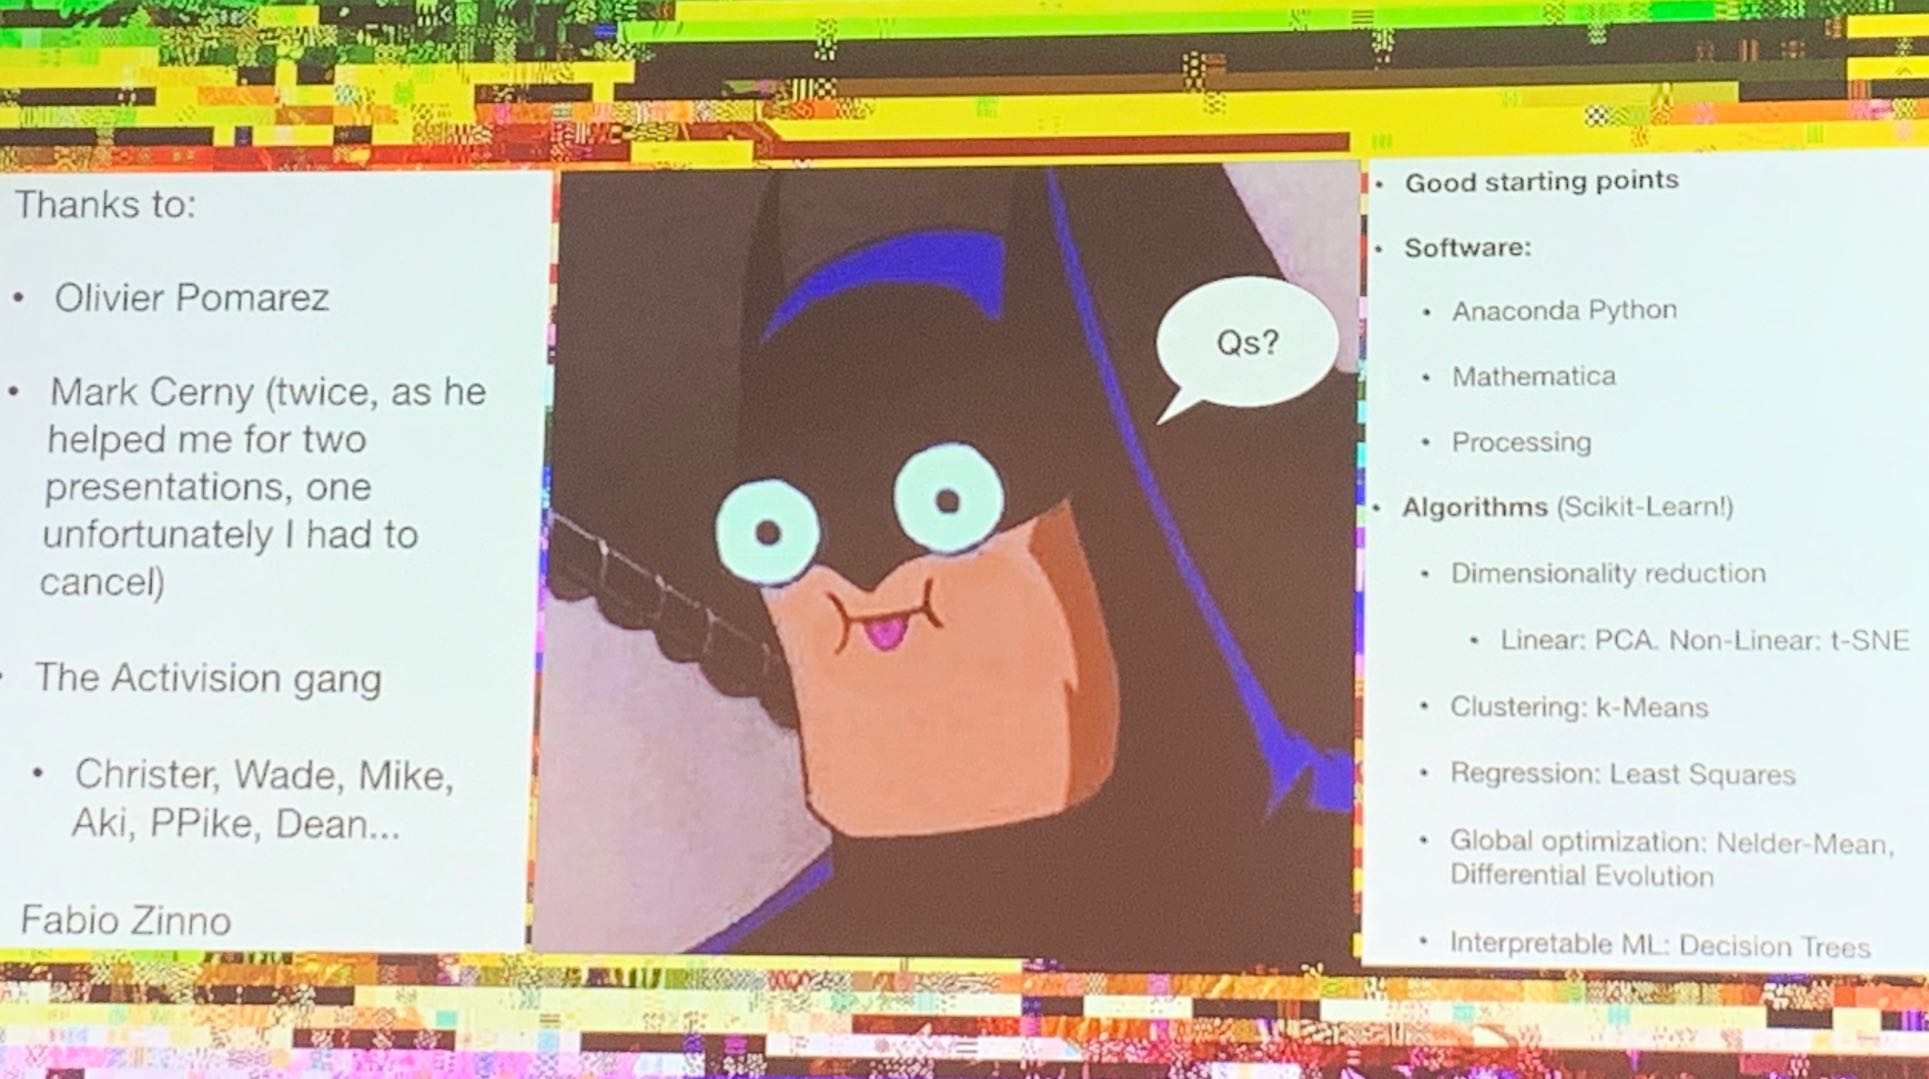 Thanks to:
• Olivier Pomarez
• Mark Cerny (twice, as he
helped me for two
presentations, one
unfortunately I had to
cancel)
• The Activision gang
• Christer, Wade, Mike,
Aki, PPike, Dean...
Fabio Zinno
Qs?
• Good starting points
• Software:
• Anaconda Python
• Mathematica
• Processing
• Algorithms (Scikit-Learn!)
• Dimensionality reduction
• Linear: PCA. Non-Linear: t-SNE
• Clustering: k-Means
• Regression: Least Squares
• Global optimization: Nelder-Mean,
Differential Evolution
• Interpretable ML: Decision Trees